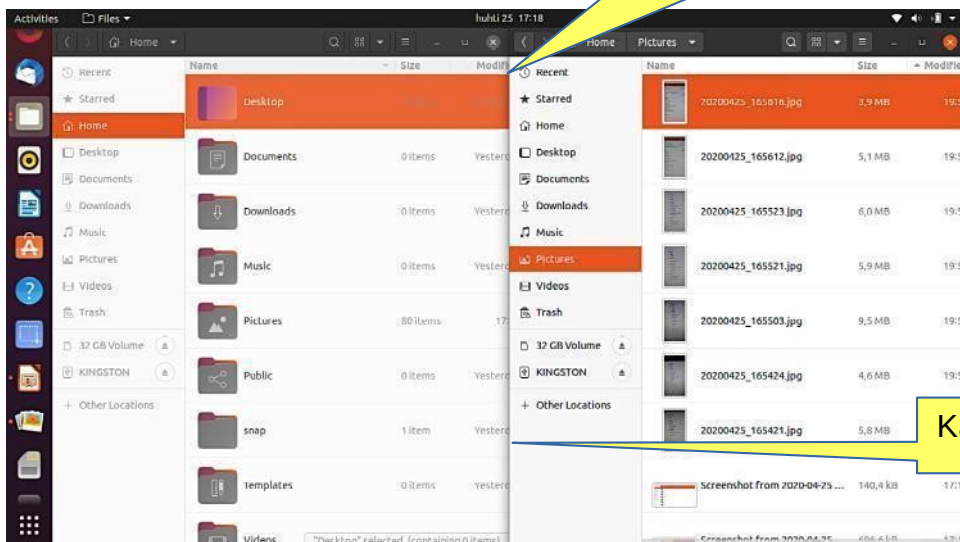 Activities Files huhti 25 17:18
Home
Home Pictures
Recent
Starred
Home
Desktop
Documents
Downloads
Music
Pictures
Videos
Trash
32 GB Volume
KINGSTON
+ Other Locations
Name Size
Desktop
Documents 0 items
Downloads 0 items
Music 0 items
Pictures 80 items 17:
Public 0 items
snap 1 item
Templates 0 items
Videos
"Desktop" selected (containing 0 items)
Recent
Starred
Home
Desktop
Documents
Downloads
Music
Pictures
Videos
Trash
32 GB Volume
KINGSTON
+ Other Locations
Name Size
20200425_165616.jpg 3,9 MB
20200425_165612.jpg 5,1 MB
20200425_165523.jpg 6,0 MB
20200425_165521.jpg 5,9 MB
20200425_165503.jpg 9,5 MB
20200425_165424.jpg 4,6 MB
20200425_165421.jpg 5,8 MB
Screenshot from 2020-04-25 ... 140,4 kB